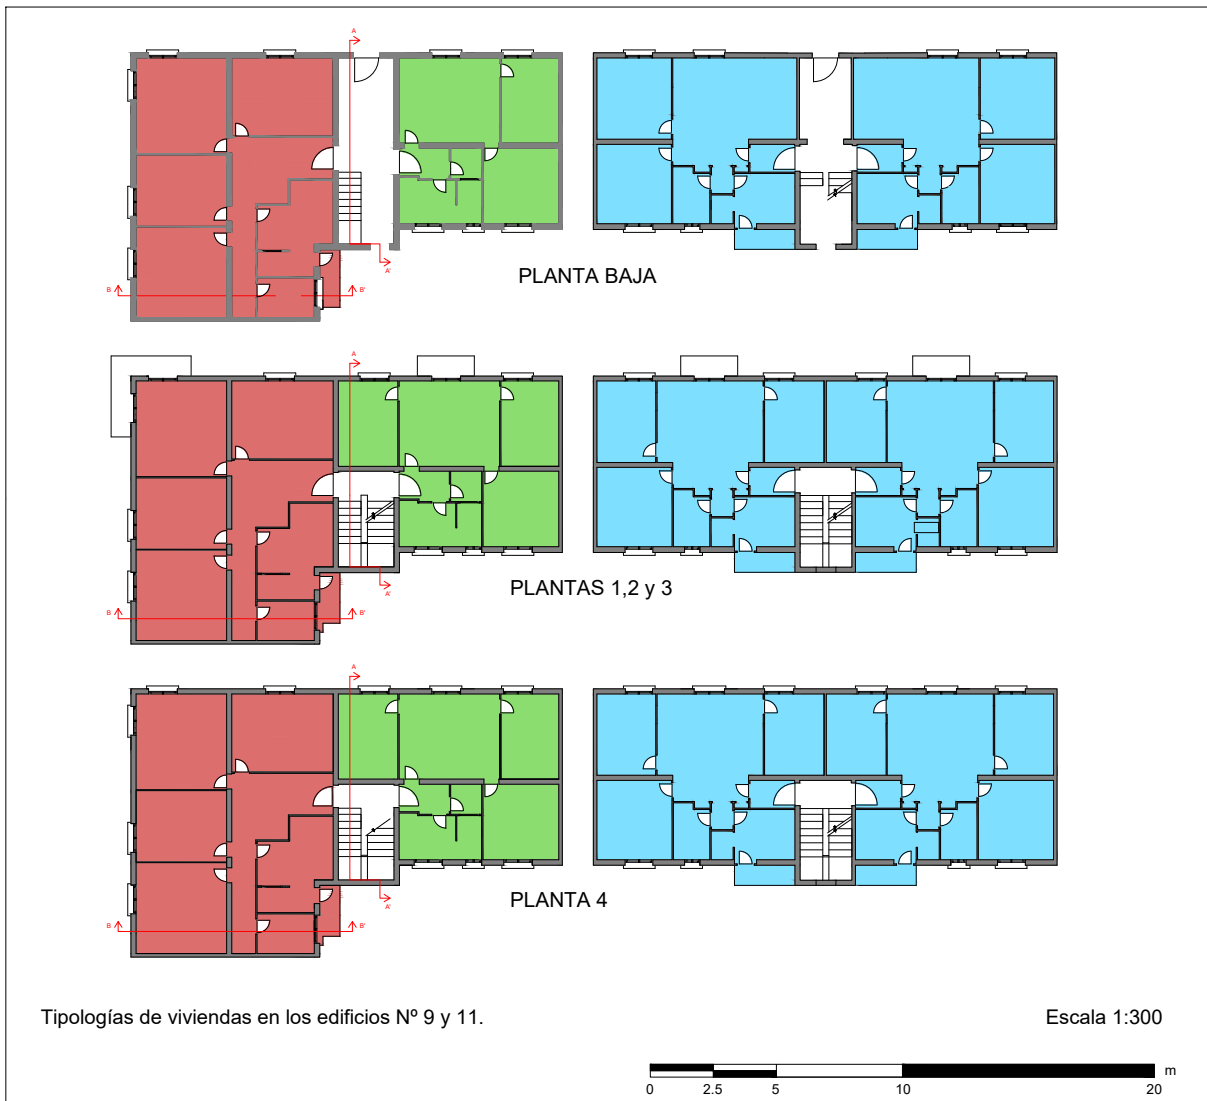 A
PLANTA BAJA
A'
B B'
A
PLANTAS 1,2 y 3
A'
B B'
A
PLANTA 4
A'
B B'
Tipologías de viviendas en los edificios Nº 9 y 11. Escala 1:300
m
0 2.5 5 10 20